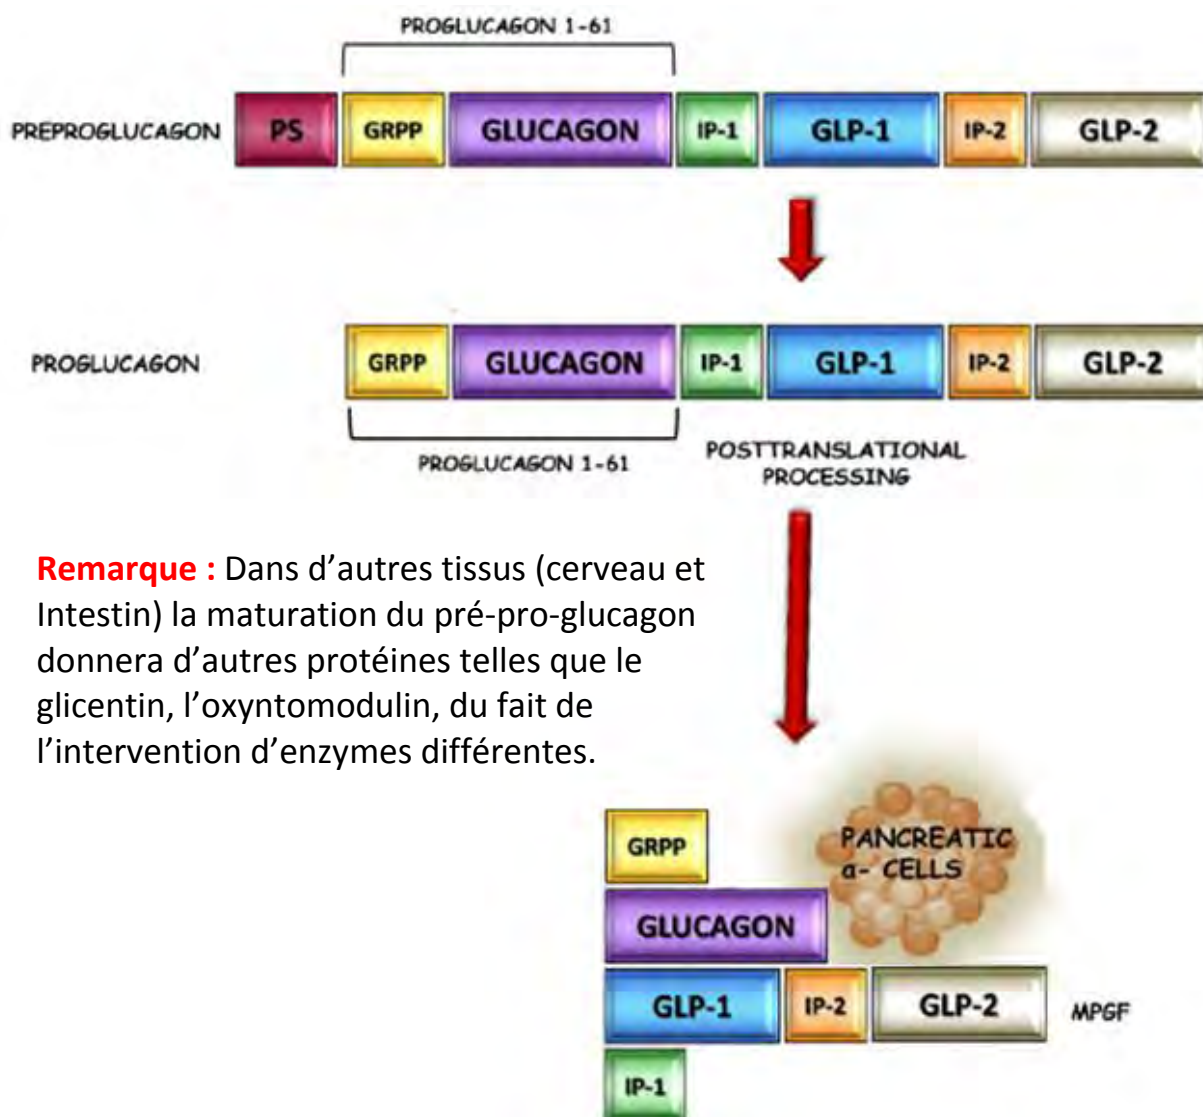 PROGLUCAGON 1-61
PREPROGLUCAGON PS GRPP GLUCAGON IP-1 GLP-1 IP-2 GLP-2
PROGLUCAGON GRPP GLUCAGON IP-1 GLP-1 IP-2 GLP-2
PROGLUCAGON 1-61
POSTTRANSLATIONAL
PROCESSING
Remarque : Dans d’autres tissus (cerveau et
Intestin) la maturation du pré-pro-glucagon
donnera d’autres protéines telles que le
glicentin, l’oxyntomodulin, du fait de
l’intervention d’enzymes différentes.
PANCREATIC
α- CELLS
GRPP
GLUCAGON
GLP-1 IP-2 GLP-2 MPGF
IP-1